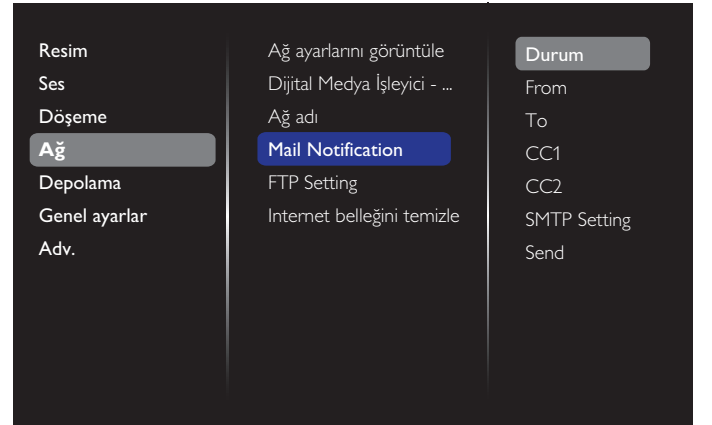 Resim
Ses
Döşeme
Ağ
Depolama
Genel ayarlar
Adv.
Ağ ayarlarını görüntüle
Dijital Medya İşleyici - ...
Ağ adı
Mail Notification
FTP Setting
Internet belleğini temizle
Durum
From
To
CC1
CC2
SMTP Setting
Send